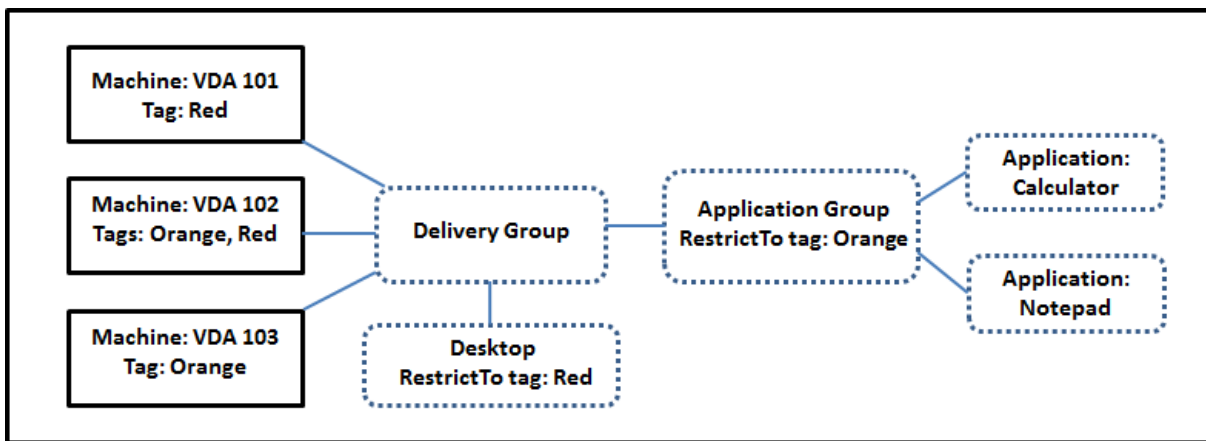 Machine: VDA 101
Tag: Red
Machine: VDA 102
Tags: Orange, Red
Machine: VDA 103
Tag: Orange
Delivery Group
Desktop
RestrictTo tag: Red
Application Group
RestrictTo tag: Orange
Application:
Calculator
Application:
Notepad